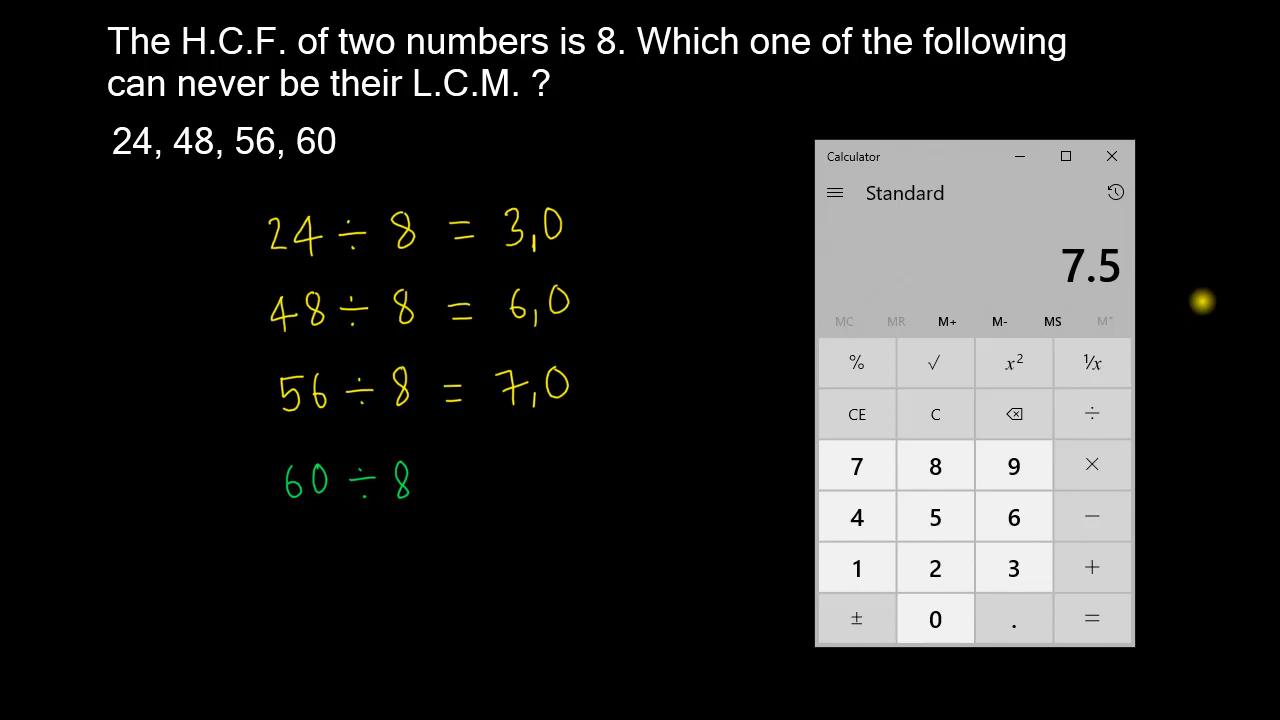 The H.C.F. of two numbers is 8. Which one of the following
can never be their L.C.M. ?
24, 48, 56, 60
24 ÷ 8 = 3,0
48 ÷ 8 = 6,0
56 ÷ 8 = 7,0
60 ÷ 8
Calculator
Standard
7.5
MC MR M+ M- MS M˅
% √ x² ¹/x
CE C ⌫ ÷
7 8 9 ×
4 5 6 −
1 2 3 +
± 0 . =